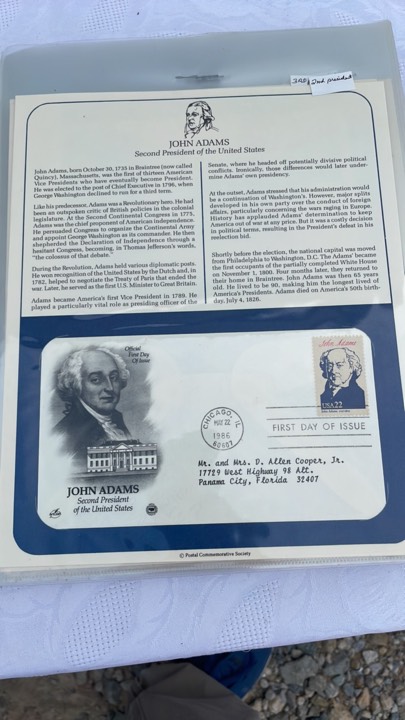 2nd president
JOHN ADAMS
Second President of the United States
John Adams, born October 30, 1735 in Braintree (now called
Quincy), Massachusetts, was the first of thirteen American
Vice Presidents who have eventually become President.
He was elected to the post of Chief Executive in 1796, when
George Washington declined to run for a third term.
Like his predecessor, Adams was a Revolutionary hero. He had
been an outspoken critic of British policies in the colonial
legislature. At the Second Continental Congress in 1775,
Adams was the chief proponent of American independence.
He persuaded Congress to organize the Continental Army
and appoint George Washington as its commander. He then
shepherded the Declaration of Independence through a
hesitant Congress, becoming, in Thomas Jefferson's words,
"the colossus of that debate."
During the Revolution, Adams held various diplomatic posts.
He won recognition of the United States by the Dutch and, in
1782, helped to negotiate the Treaty of Paris that ended the
war. Later, he served as the first U.S. Minister to Great Britain.
Adams became America's first Vice President in 1789. He
played a particularly vital role as presiding officer of the
Senate, where he headed off potentially divisive political
conflicts. Ironically, those differences would later under-
mine Adams' own presidency.
At the outset, Adams stressed that his administration would
be a continuation of Washington's. However, major splits
developed in his own party over the conduct of foreign
affairs, particularly concerning the wars raging in Europe.
History has applauded Adams' determination to keep
America out of war at any price. But it was a costly decision
in political terms, resulting in the President's defeat in his
reelection bid.
Shortly before the election, the national capital was moved
from Philadelphia to Washington, D.C. The Adams' became
the first occupants of the partially completed White House
on November 1, 1800. Four months later, they returned to
their home in Braintree. John Adams was then 65 years
old. He lived to be 90, making him the longest lived of
America's Presidents. Adams died on America's 50th birth-
day, July 4, 1826.
Official
First Day
Of Issue
JOHN ADAMS
Second President
of the United States
CHICAGO, IL
MAY 22
1986
60607
John Adams
USA 22
FIRST DAY OF ISSUE
Mr. and Mrs. D. Allen Cooper, Jr.
17729 West Highway 98 Alt.
Panama City, Florida 32407
© Postal Commemorative Society